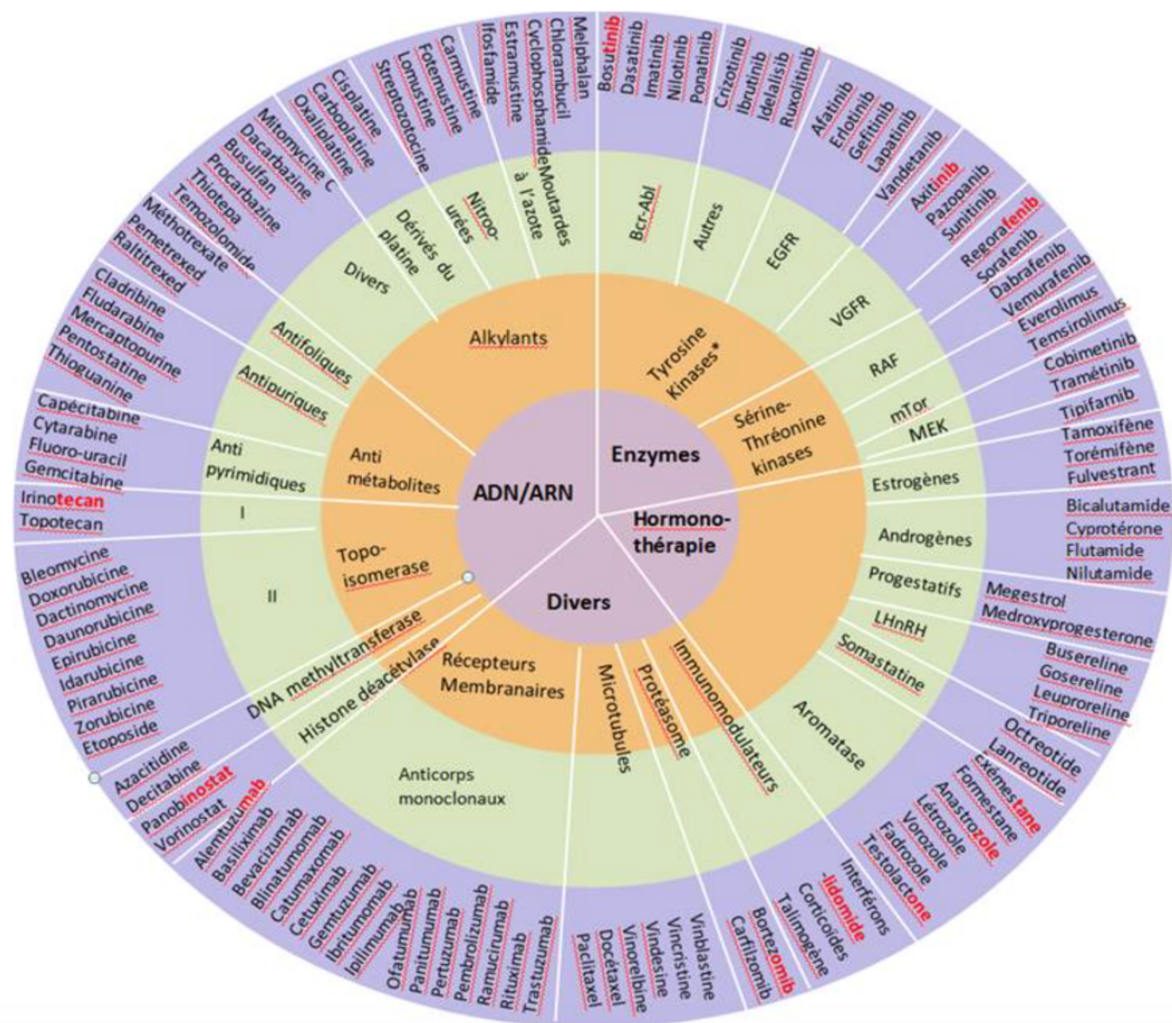 Enzymes
ADN/ARN
Hormono-
thérapie
Divers
Tyrosine
Kinases*
Sérine-
Thréonine
kinases
Alkylants
Anti
métabolites
Topo-
isomerase
DNA methyltransferase
Histone déacétylase
Récepteurs
Membranaires
Microtubules
Protéasome
Immunomodulateurs
Bcr-Abl
Autres
EGFR
VGFR
RAF
mTor
MEK
Estrogènes
Androgènes
Progestatifs
LHnRH
Somastatine
Aromatase
Anticorps
monoclonaux
II
I
Anti
pyrimidiques
Antipuriques
Antifoliques
Divers
Dérivés du
platine
Nitroo-
urées
Moutardes
à l'azote
Bosutinib
Dasatinib
Imatinib
Nilotinib
Ponatinib
Crizotinib
Ibrutinib
Idelalisib
Ruxolitinib
Afatinib
Erlotinib
Gefitinib
Lapatinib
Vandetanib
Axitinib
Pazopanib
Sunitinib
Regorafenib
Sorafenib
Dabrafenib
Vemurafenib
Everolimus
Temsirolimus
Cobimetinib
Tramétinib
Tipifarnib
Tamoxifène
Torémifène
Fulvestrant
Bicalutamide
Cyprotérone
Flutamide
Nilutamide
Megestrol
Medroxyprogesterone
Busereline
Gosereline
Leuproreline
Triporeline
Octreotide
Lanreotide
Exémestane
Formestane
Anastrozole
Létrozole
Vorozole
Fadrozole
Testolactone
Interférons
-lidomide
Corticoïdes
Talimogène
Bortezomib
Carfilzomib
Vinblastine
Vincristine
Vindesine
Vinorelbine
Docétaxel
Paclitaxel
Trastuzumab
Rituximab
Ramucirumab
Pembrolizumab
Pertuzumab
Panitumumab
Ofatumumab
Ipilimumab
Ibritumomab
Gemtuzumab
Cetuximab
Catumaxomab
Blinatumomab
Bevacizumab
Basiliximab
Alemtuzumab
Vorinostat
Panobinostat
Decitabine
Azacitidine
Bleomycine
Doxorubicine
Dactinomycine
Daunorubicine
Epirubicine
Idarubicine
Pirarubicine
Zorubicine
Etoposide
Irinotecan
Topotecan
Capécitabine
Cytarabine
Fluoro-uracil
Gemcitabine
Cladribine
Fludarabine
Mercaptopurine
Pentostatine
Thioguanine
Méthotrexate
Pemetrexed
Raltitrexed
Mitomycine C
Dacarbazine
Busulfan
Procarbazine
Thiotepa
Temozolomide
Cisplatine
Carboplatine
Oxaliplatine
Carmustine
Fotemustine
Lomustine
Streptozotocine
Melphalan
Chlorambucil
Cyclophosphamide
Estramustine
Ifosfamide